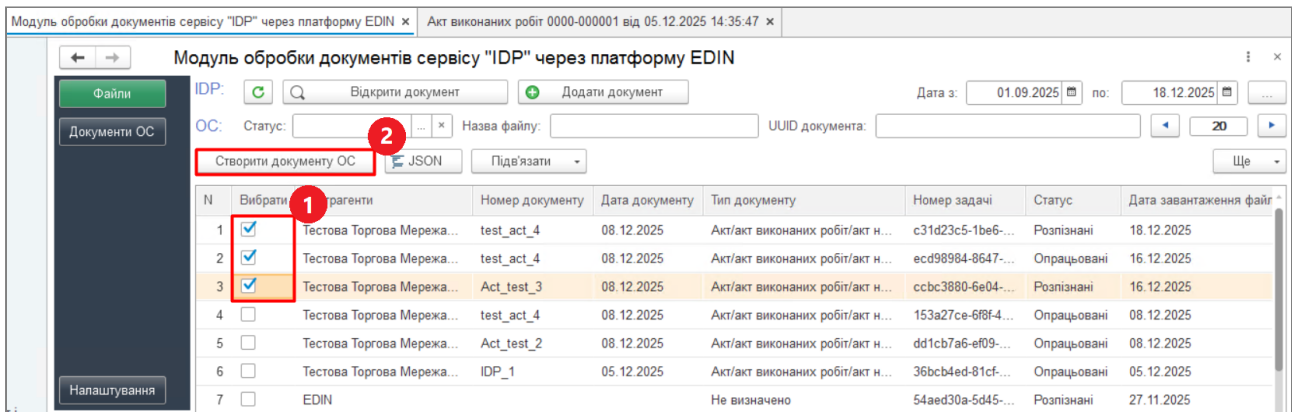 Модуль обробки документів сервісу "IDP" через платформу EDIN × Акт виконаних робіт 0000-000001 від 05.12.2025 14:35:47 ×
Модуль обробки документів сервісу "IDP" через платформу EDIN
Файли
Документи ОС
Налаштування
IDP: Відкрити документ Додати документ Дата з: 01.09.2025 по: 18.12.2025 ...
ОС: Статус: ... × Назва файлу: UUID документа: 20
2
Створити документу ОС JSON Підв'язати Ще
1
N Вибрати Номер документу Дата документу Тип документу Номер задачі Статус Дата завантаження файл
1 Тестова Торгова Мережа... test_act_4 08.12.2025 Акт/акт виконаних робіт/акт н... c31d23c5-1be6-... Розпізнані 18.12.2025
2 Тестова Торгова Мережа... test_act_4 08.12.2025 Акт/акт виконаних робіт/акт н... ecd98984-8647-... Опрацьовані 16.12.2025
3 Тестова Торгова Мережа... Act_test_3 08.12.2025 Акт/акт виконаних робіт/акт н... ccbc3880-6e04-... Розпізнані 16.12.2025
4 Тестова Торгова Мережа... test_act_4 08.12.2025 Акт/акт виконаних робіт/акт н... 153a27ce-6f8f-4... Опрацьовані 08.12.2025
5 Тестова Торгова Мережа... Act_test_2 08.12.2025 Акт/акт виконаних робіт/акт н... dd1cb7a6-ef09-... Опрацьовані 08.12.2025
6 Тестова Торгова Мережа... IDP_1 05.12.2025 Акт/акт виконаних робіт/акт н... 36bcb4ed-81cf-... Опрацьовані 05.12.2025
7 EDIN Не визначено 54aed30a-5d45-... Розпізнані 27.11.2025